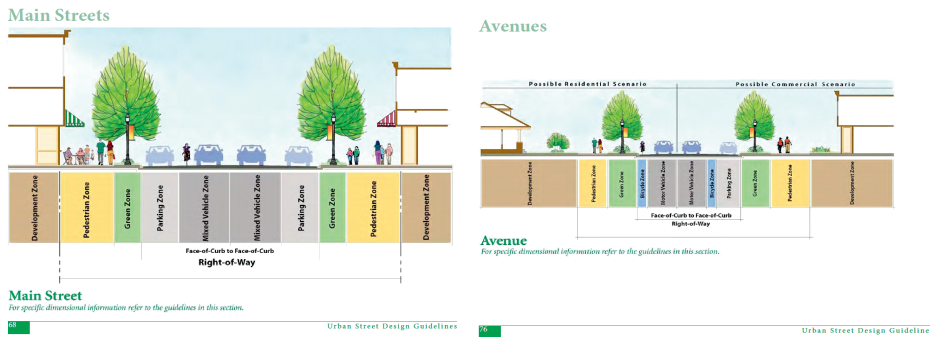 Main Streets
Development Zone
Pedestrian Zone
Green Zone
Parking Zone
Mixed Vehicle Zone
Mixed Vehicle Zone
Parking Zone
Green Zone
Pedestrian Zone
Development Zone
Face-of-Curb to Face-of-Curb
Right-of-Way
Main Street
For specific dimensional information refer to the guidelines in this section.
68
Urban Street Design Guidelines
Avenues
Possible Residential Scenario
Possible Commercial Scenario
Development Zone
Pedestrian Zone
Green Zone
Bicycle Zone
Motor Vehicle Zone
Motor Vehicle Zone
Bicycle Zone
Parking Zone
Green Zone
Pedestrian Zone
Development Zone
Face-of-Curb to Face-of-Curb
Right-of-Way
Avenue
For specific dimensional information refer to the guidelines in this section.
76
Urban Street Design Guideline